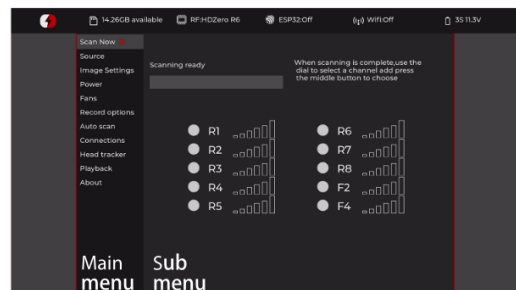 14.26GB available RF:HDZero R6 ESP32:Off WiFi:Off 3S 11.3V
Scan Now
Source
Image Settings
Power
Fans
Record options
Auto scan
Connections
Head tracker
Playback
About
Scanning ready
When scanning is complete,use the
dial to select a channel add press
the middle button to choose
R1
R2
R3
R4
R5
R6
R7
R8
F2
F4
Main
menu
Sub
menu